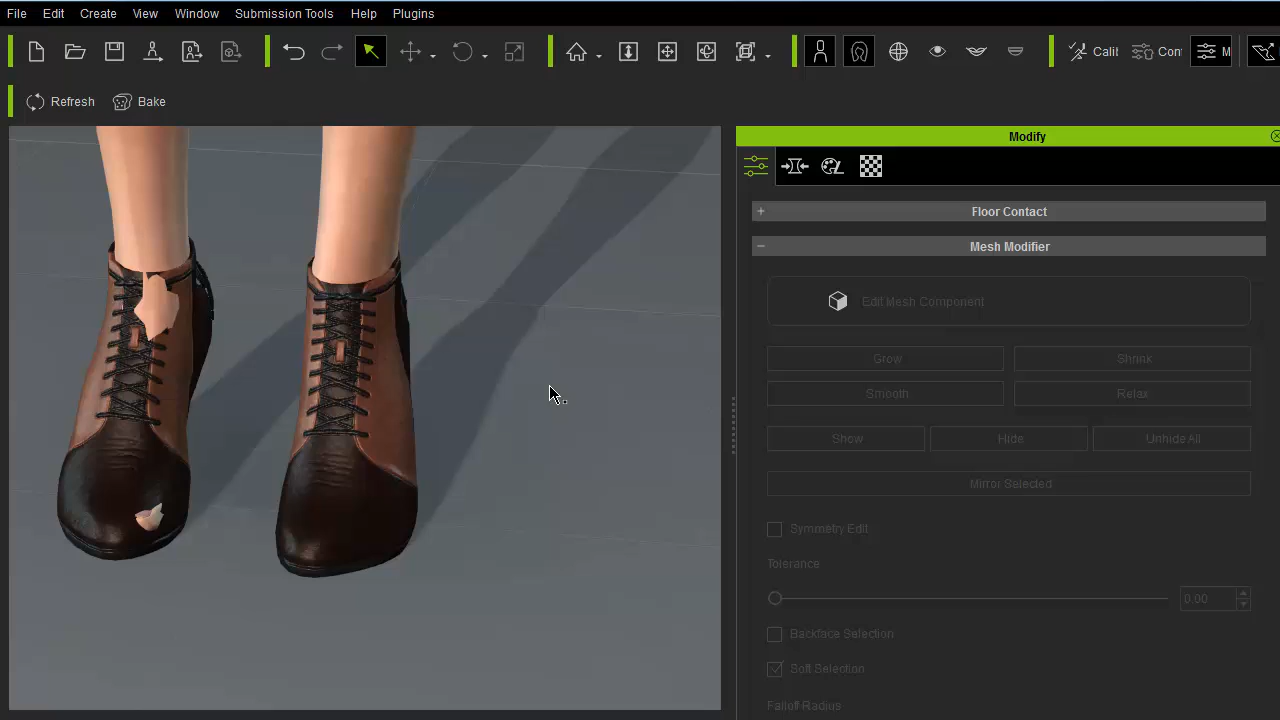 File Edit Create View Window Submission Tools Help Plugins
Calil Con M
Refresh Bake
Modify
+ Floor Contact
− Mesh Modifier
Edit Mesh Component
Grow Shrink
Smooth Relax
Show Hide Unhide All
Mirror Selected
Symmetry Edit
Tolerance
0.00
Backface Selection
Soft Selection
Falloff Radius